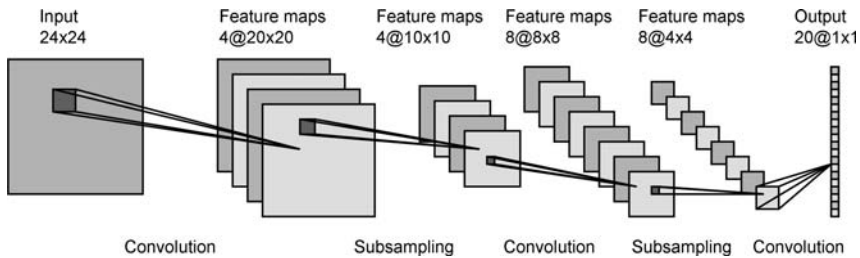 Input
24x24
Feature maps
4@20x20
Feature maps
4@10x10
Feature maps
8@8x8
Feature maps
8@4x4
Output
20@1x1
Convolution
Subsampling
Convolution
Subsampling
Convolution